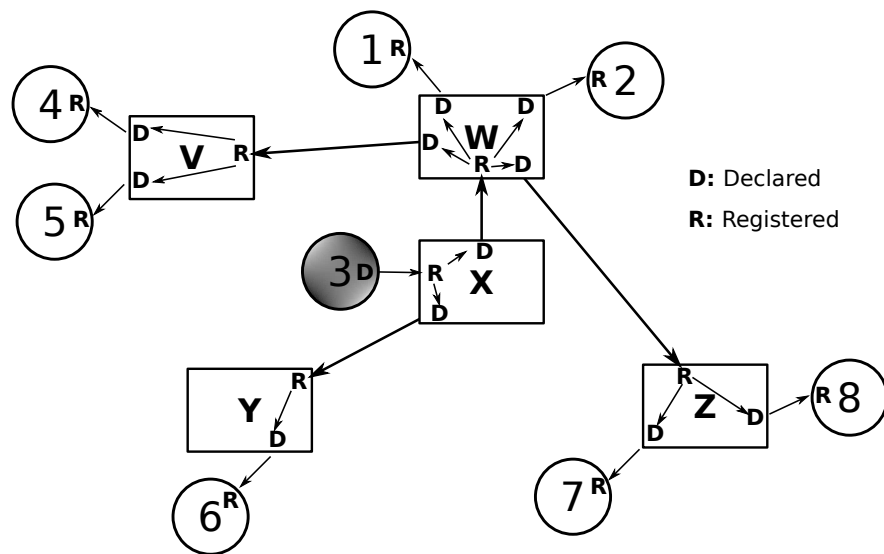 1 R
R 2
4 R
D
D
D
W
D
V
R
D
R
D
5 R
D: Declared
R: Registered
3 D
R
D
X
D
R
Y
D
R
Z
D
D
R 8
6 R
7 R